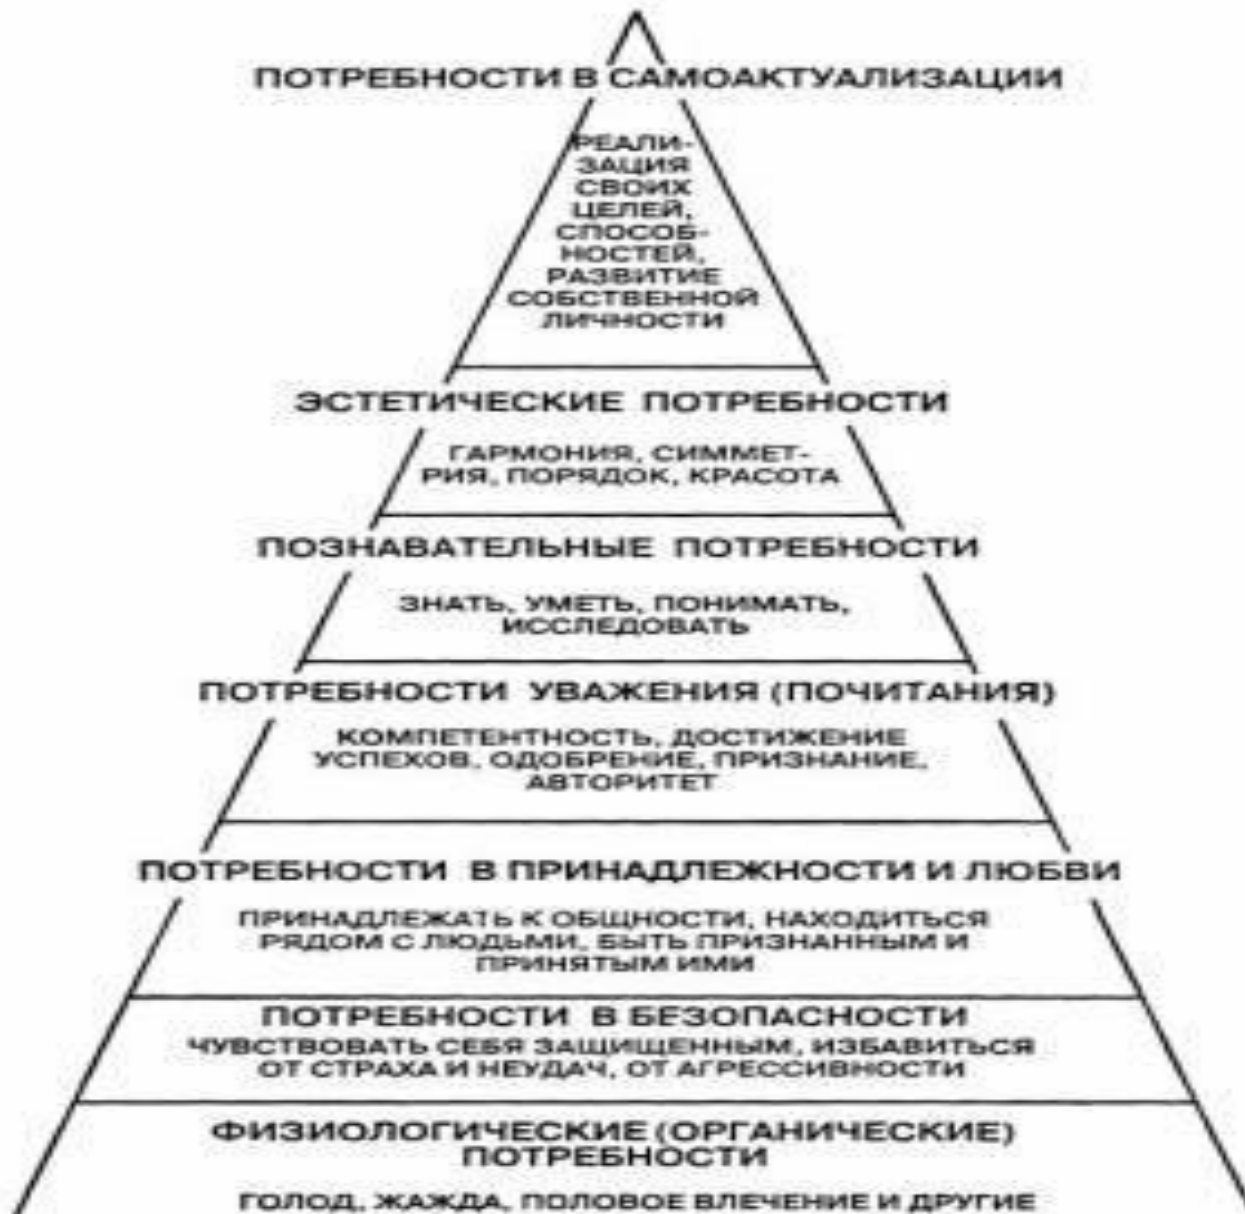 ПОТРЕБНОСТИ В САМОАКТУАЛИЗАЦИИ
РЕАЛИ-
ЗАЦИЯ
СВОИХ
ЦЕЛЕЙ,
СПОСОБ-
НОСТЕЙ,
РАЗВИТИЕ
СОБСТВЕННОЙ
ЛИЧНОСТИ
ЭСТЕТИЧЕСКИЕ ПОТРЕБНОСТИ
ГАРМОНИЯ, СИММЕТ-
РИЯ, ПОРЯДОК, КРАСОТА
ПОЗНАВАТЕЛЬНЫЕ ПОТРЕБНОСТИ
ЗНАТЬ, УМЕТЬ, ПОНИМАТЬ,
ИССЛЕДОВАТЬ
ПОТРЕБНОСТИ УВАЖЕНИЯ (ПОЧИТАНИЯ)
КОМПЕТЕНТНОСТЬ, ДОСТИЖЕНИЕ
УСПЕХОВ, ОДОБРЕНИЕ, ПРИЗНАНИЕ,
АВТОРИТЕТ
ПОТРЕБНОСТИ В ПРИНАДЛЕЖНОСТИ И ЛЮБВИ
ПРИНАДЛЕЖАТЬ К ОБЩНОСТИ, НАХОДИТЬСЯ
РЯДОМ С ЛЮДЬМИ, БЫТЬ ПРИЗНАННЫМ И
ПРИНЯТЫМ ИМИ
ПОТРЕБНОСТИ В БЕЗОПАСНОСТИ
ЧУВСТВОВАТЬ СЕБЯ ЗАЩИЩЕННЫМ, ИЗБАВИТЬСЯ
ОТ СТРАХА И НЕУДАЧ, ОТ АГРЕССИВНОСТИ
ФИЗИОЛОГИЧЕСКИЕ (ОРГАНИЧЕСКИЕ)
ПОТРЕБНОСТИ
ГОЛОД, ЖАЖДА, ПОЛОВОЕ ВЛЕЧЕНИЕ И ДРУГИЕ